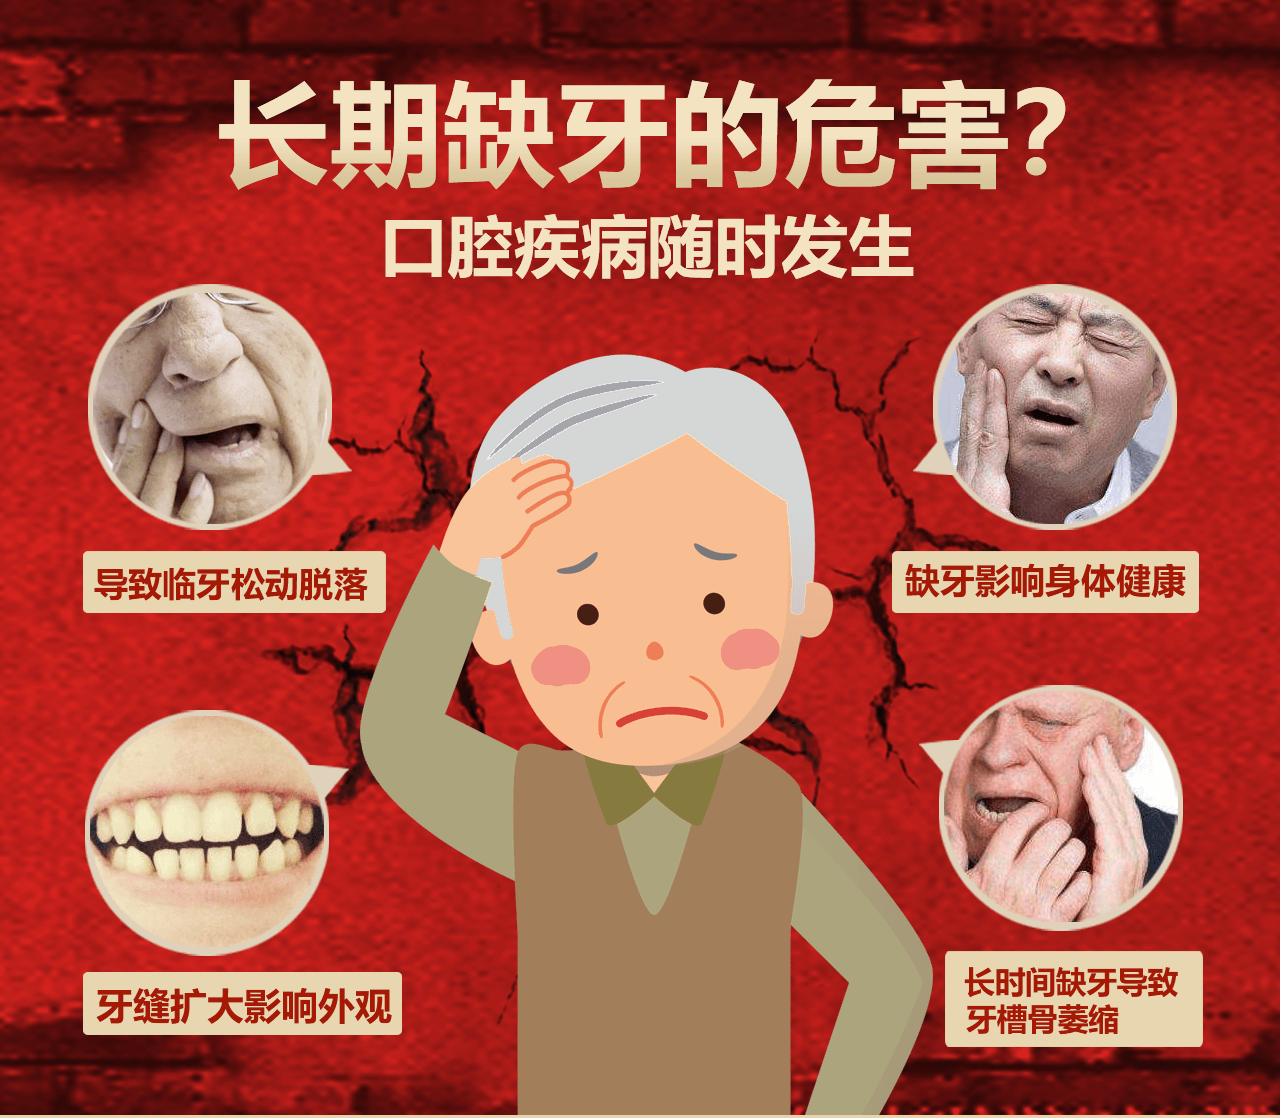 长期缺牙的危害?
口腔疾病随时发生
导致临牙松动脱落
缺牙影响身体健康
牙缝扩大影响外观
长时间缺牙导致
牙槽骨萎缩